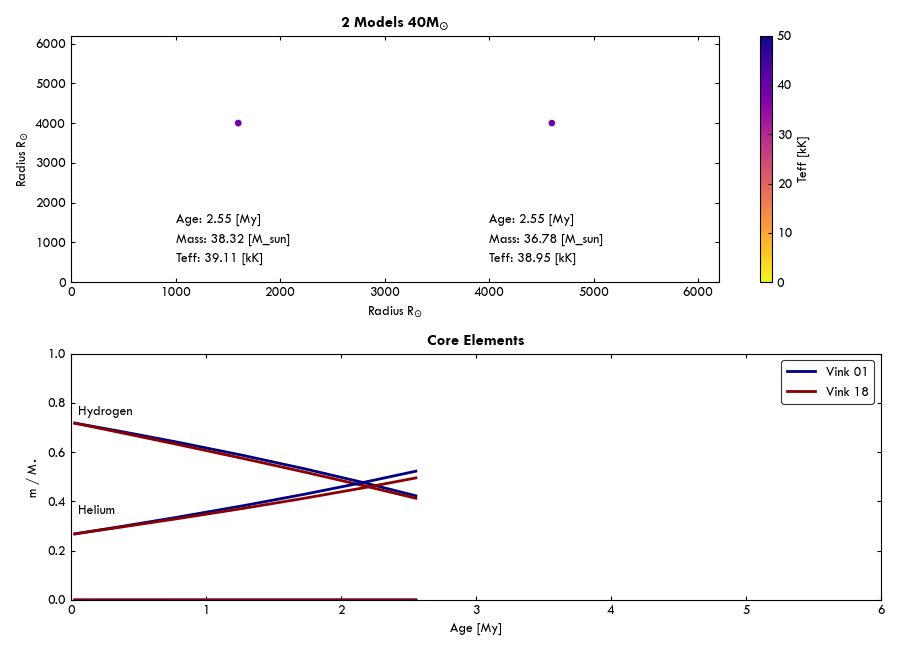 2 Models 40M☉
6000
5000
4000
3000
2000
1000
0
Radius R☉
Age: 2.55 [My]
Mass: 38.32 [M_sun]
Teff: 39.11 [kK]
Age: 2.55 [My]
Mass: 36.78 [M_sun]
Teff: 38.95 [kK]
0 1000 2000 3000 4000 5000 6000
Radius R☉
50
40
30
20
10
0
Teff [kK]
Core Elements
1.0
0.8
0.6
0.4
0.2
0.0
m / M⋆
Hydrogen
Helium
Vink 01
Vink 18
0 1 2 3 4 5 6
Age [My]